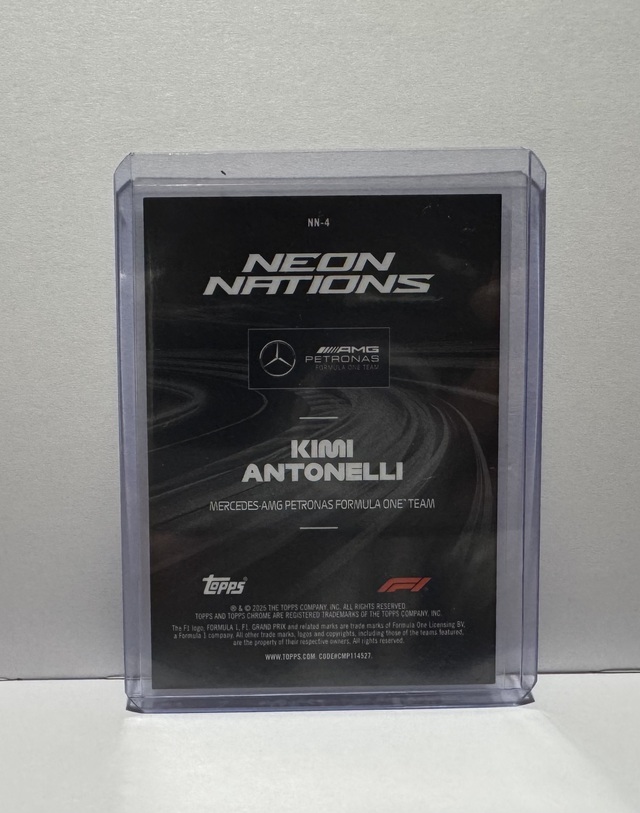 NN-4
NEON
NATIONS
AMG
PETRONAS
FORMULA ONE TEAM
KIMI
ANTONELLI
MERCEDES-AMG PETRONAS FORMULA ONE™ TEAM
Topps®
F1
® & © 2025 THE TOPPS COMPANY, INC. ALL RIGHTS RESERVED.
TOPPS AND TOPPS CHROME ARE REGISTERED TRADEMARKS OF THE TOPPS COMPANY, INC.
The F1 logo, FORMULA 1, F1, GRAND PRIX and related marks are trade marks of Formula One Licensing BV,
a Formula 1 company. All other trade marks, logos and copyrights, including those of the teams featured,
are the property of their respective owners. All rights reserved.
WWW.TOPPS.COM CODE#CMP114527.